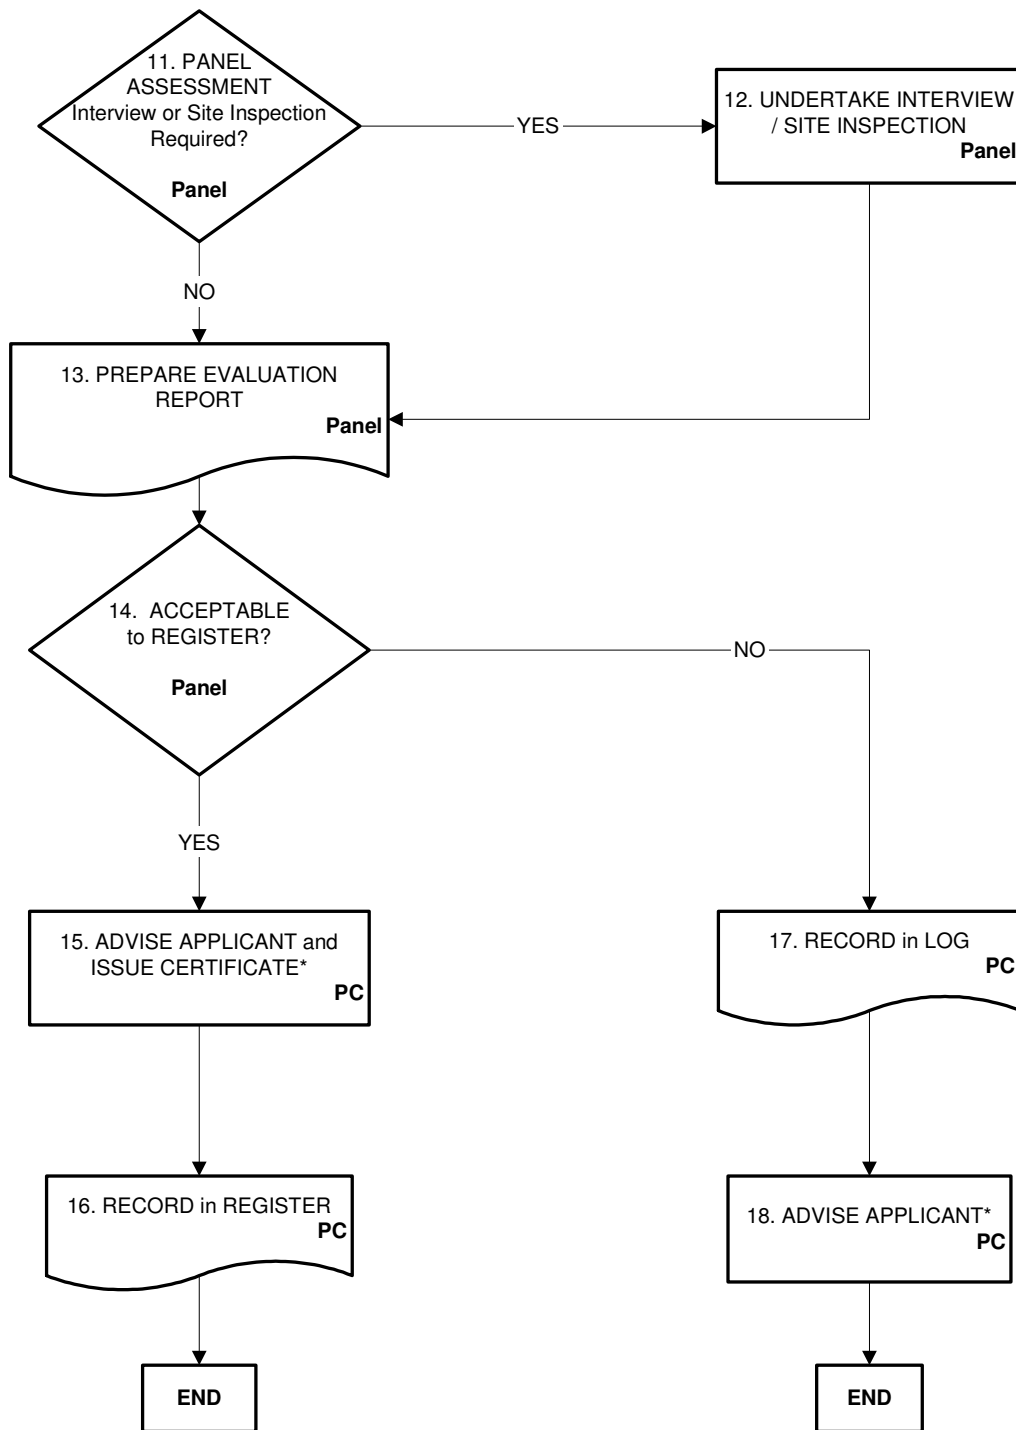 11. PANEL
ASSESSMENT
Interview or Site Inspection
Required?
Panel
YES
12. UNDERTAKE INTERVIEW
/ SITE INSPECTION
Panel
NO
13. PREPARE EVALUATION
REPORT
Panel
14. ACCEPTABLE
to REGISTER?
Panel
NO
YES
15. ADVISE APPLICANT and
ISSUE CERTIFICATE*
PC
17. RECORD in LOG
PC
16. RECORD in REGISTER
PC
18. ADVISE APPLICANT*
PC
END
END